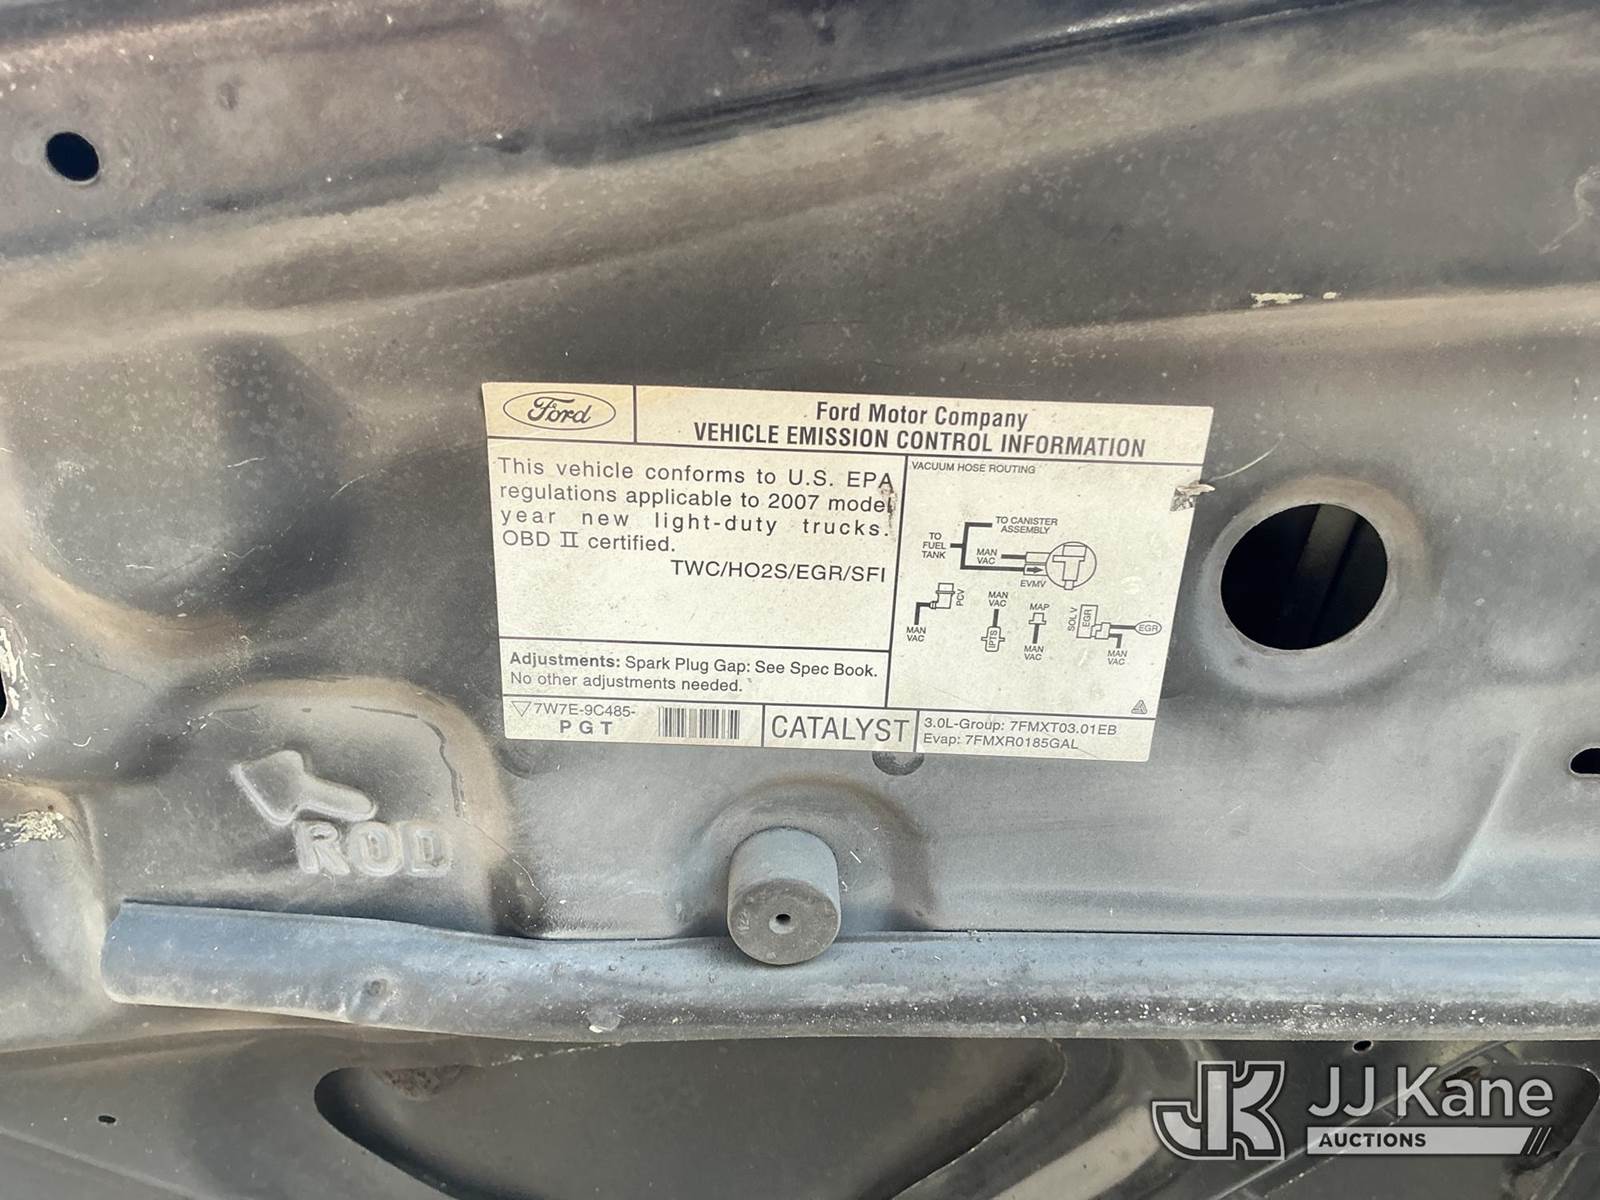 Ford
Ford Motor Company
VEHICLE EMISSION CONTROL INFORMATION
This vehicle conforms to U.S. EPA
regulations applicable to 2007 model
year new light-duty trucks.
OBD II certified.
TWC/HO2S/EGR/SFI
Adjustments: Spark Plug Gap: See Spec Book.
No other adjustments needed.
7W7E-9C485-
PGT
CATALYST
3.0L-Group: 7FMXT03.01EB
Evap: 7FMXR0185GAL
VACUUM HOSE ROUTING
TO CANISTER
ASSEMBLY
TO
FUEL
TANK
MAN
VAC
EVMV
PCV
MAN
VAC
MAN
VAC
IPTS
MAP
MAN
VAC
SOL V
EGR
EGR
MAN
VAC
ROD
JK
JJ Kane
AUCTIONS